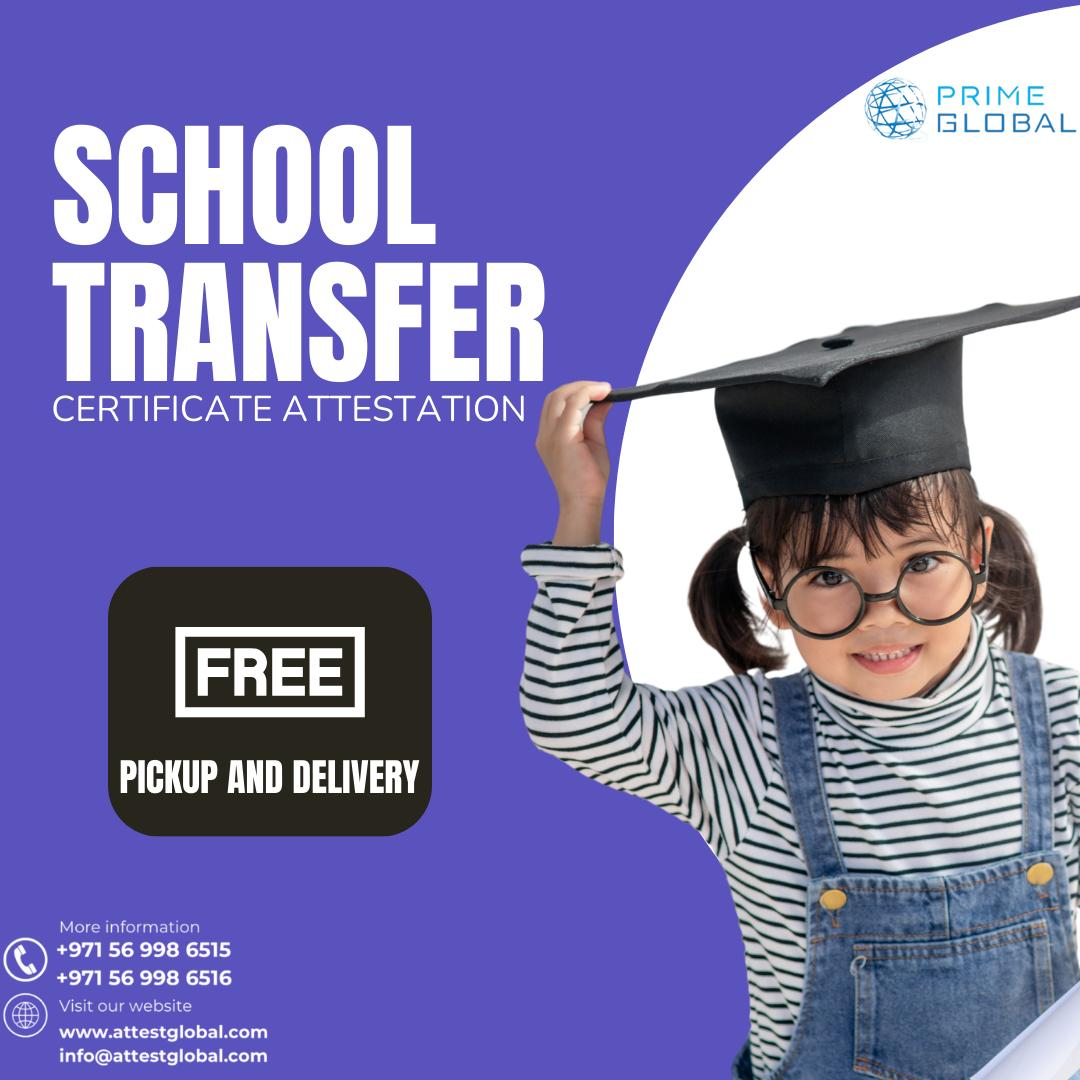 PRIME
GLOBAL
SCHOOL
TRANSFER
CERTIFICATE ATTESTATION
FREE
PICKUP AND DELIVERY
More information
+971 56 998 6515
+971 56 998 6516
Visit our website
www.attestglobal.com
info@attestglobal.com